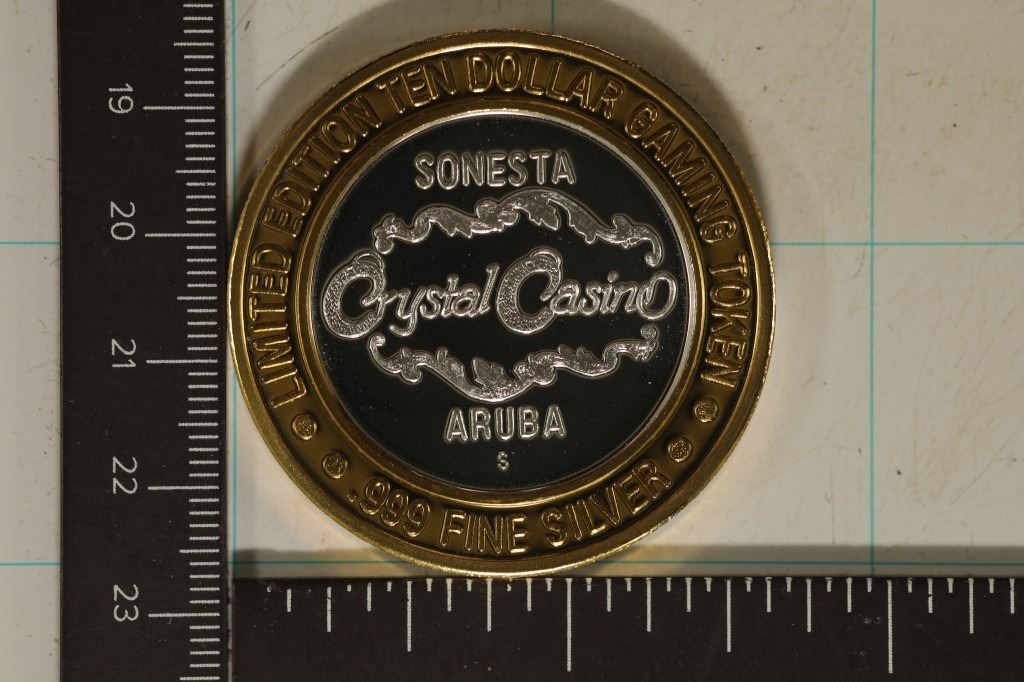 LIMITED EDITION TEN DOLLAR GAMING TOKEN
SONESTA
Crystal Casino
ARUBA
S
.999 FINE SILVER
19
20
21
22
23